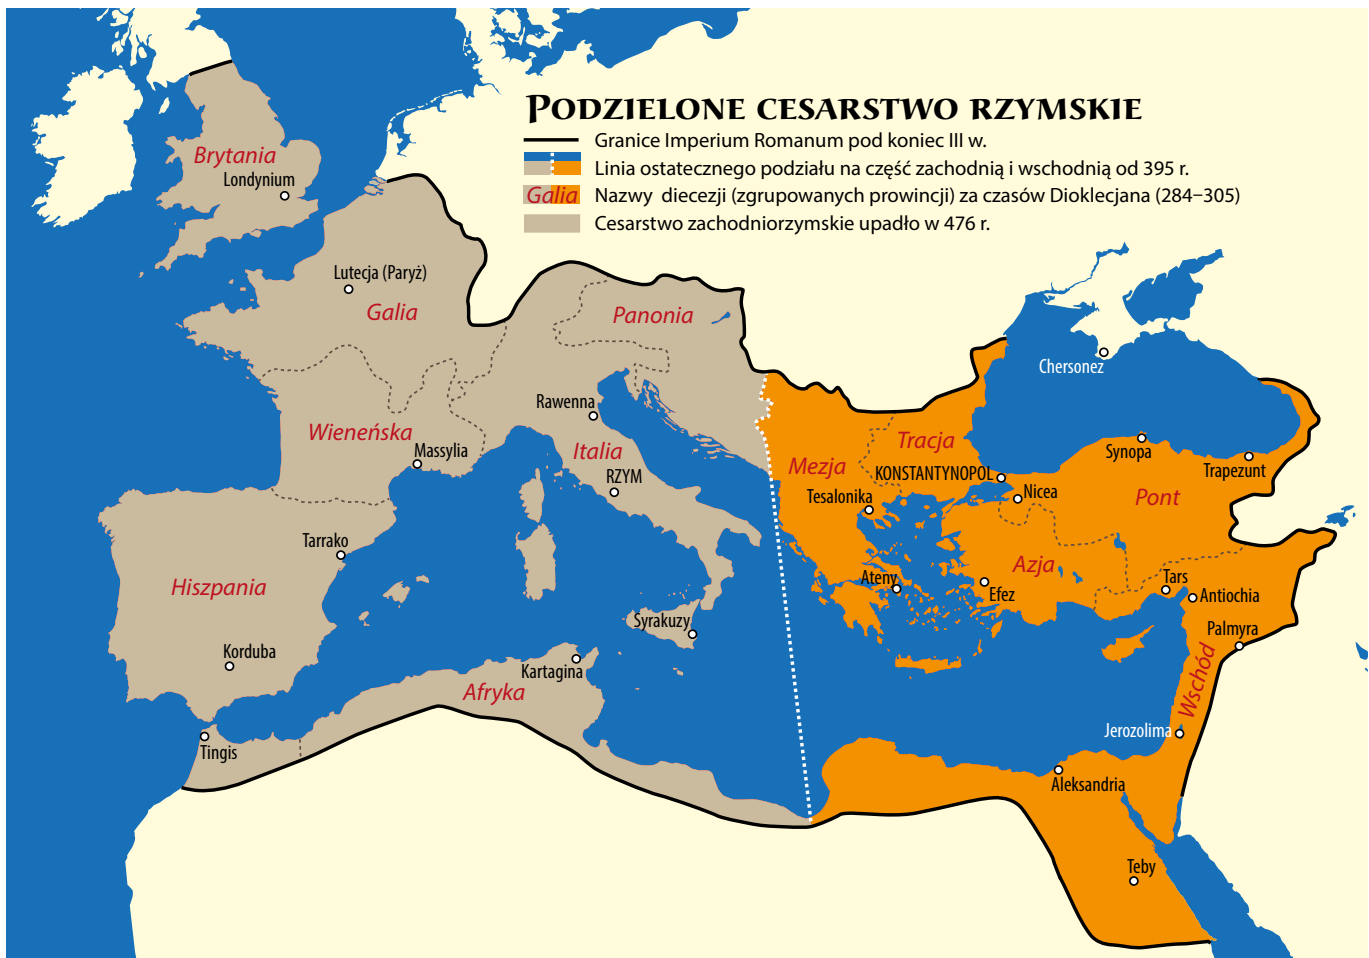 PODZIELONE CESARSTWO RZYMSKIE
Granice Imperium Romanum pod koniec III w.
Linia ostatecznego podziału na część zachodnią i wschodnią od 395 r.
Galia Nazwy diecezji (zgrupowanych prowincji) za czasów Dioklecjana (284–305)
Cesarstwo zachodniorzymskie upadło w 476 r.
Brytania
Londynium
Lutecja (Paryż)
Galia
Panonia
Chersonez
Rawenna
Wieneńska
Massylia
Italia
RZYM
Mezja
Tracja
KONSTANTYNOPOL
Synopa
Trapezunt
Tesalonika
Nicea
Pont
Tarrako
Hiszpania
Azja
Ateny
Efez
Tars
Antiochia
Syrakuzy
Palmyra
Korduba
Kartagina
Afryka
Wschód
Tingis
Jerozolima
Aleksandria
Teby